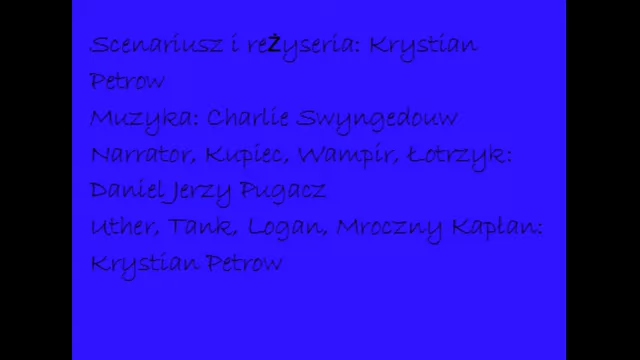 Scenariusz i reżyseria: Krystian
Petrow
Muzyka: Charlie Swyngedouw
Narrator, Kupiec, Wampir, Łotrzyk:
Daniel Jerzy Pugacz
Uther, Tank, Logan, Mroczny Kapłan:
Krystian Petrow